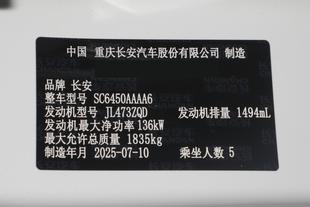 中国 重庆长安汽车股份有限公司 制造
品牌 长安
整车型号 SC6450AAAA6
发动机型号 JL473ZQD 发动机排量 1494mL
发动机最大净功率 136kW
最大允许总质量 1835kg
制造年月 2025-07-10 乘坐人数 5